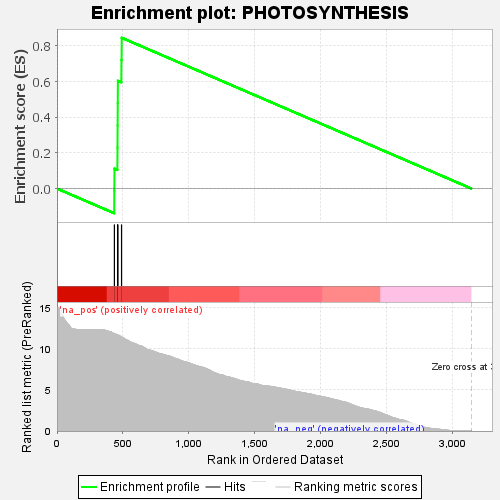 Enrichment plot: PHOTOSYNTHESIS
Enrichment score (ES)
0.8
0.6
0.4
0.2
0.0
Ranked list metric (PreRanked)
15
10
5
0
'na_pos' (positively correlated)
Zero cross at
'na_neg' (negatively correlated)
0
500
1,000
1,500
2,000
2,500
3,000
Rank in Ordered Dataset
Enrichment profile
Hits
Ranking metric scores